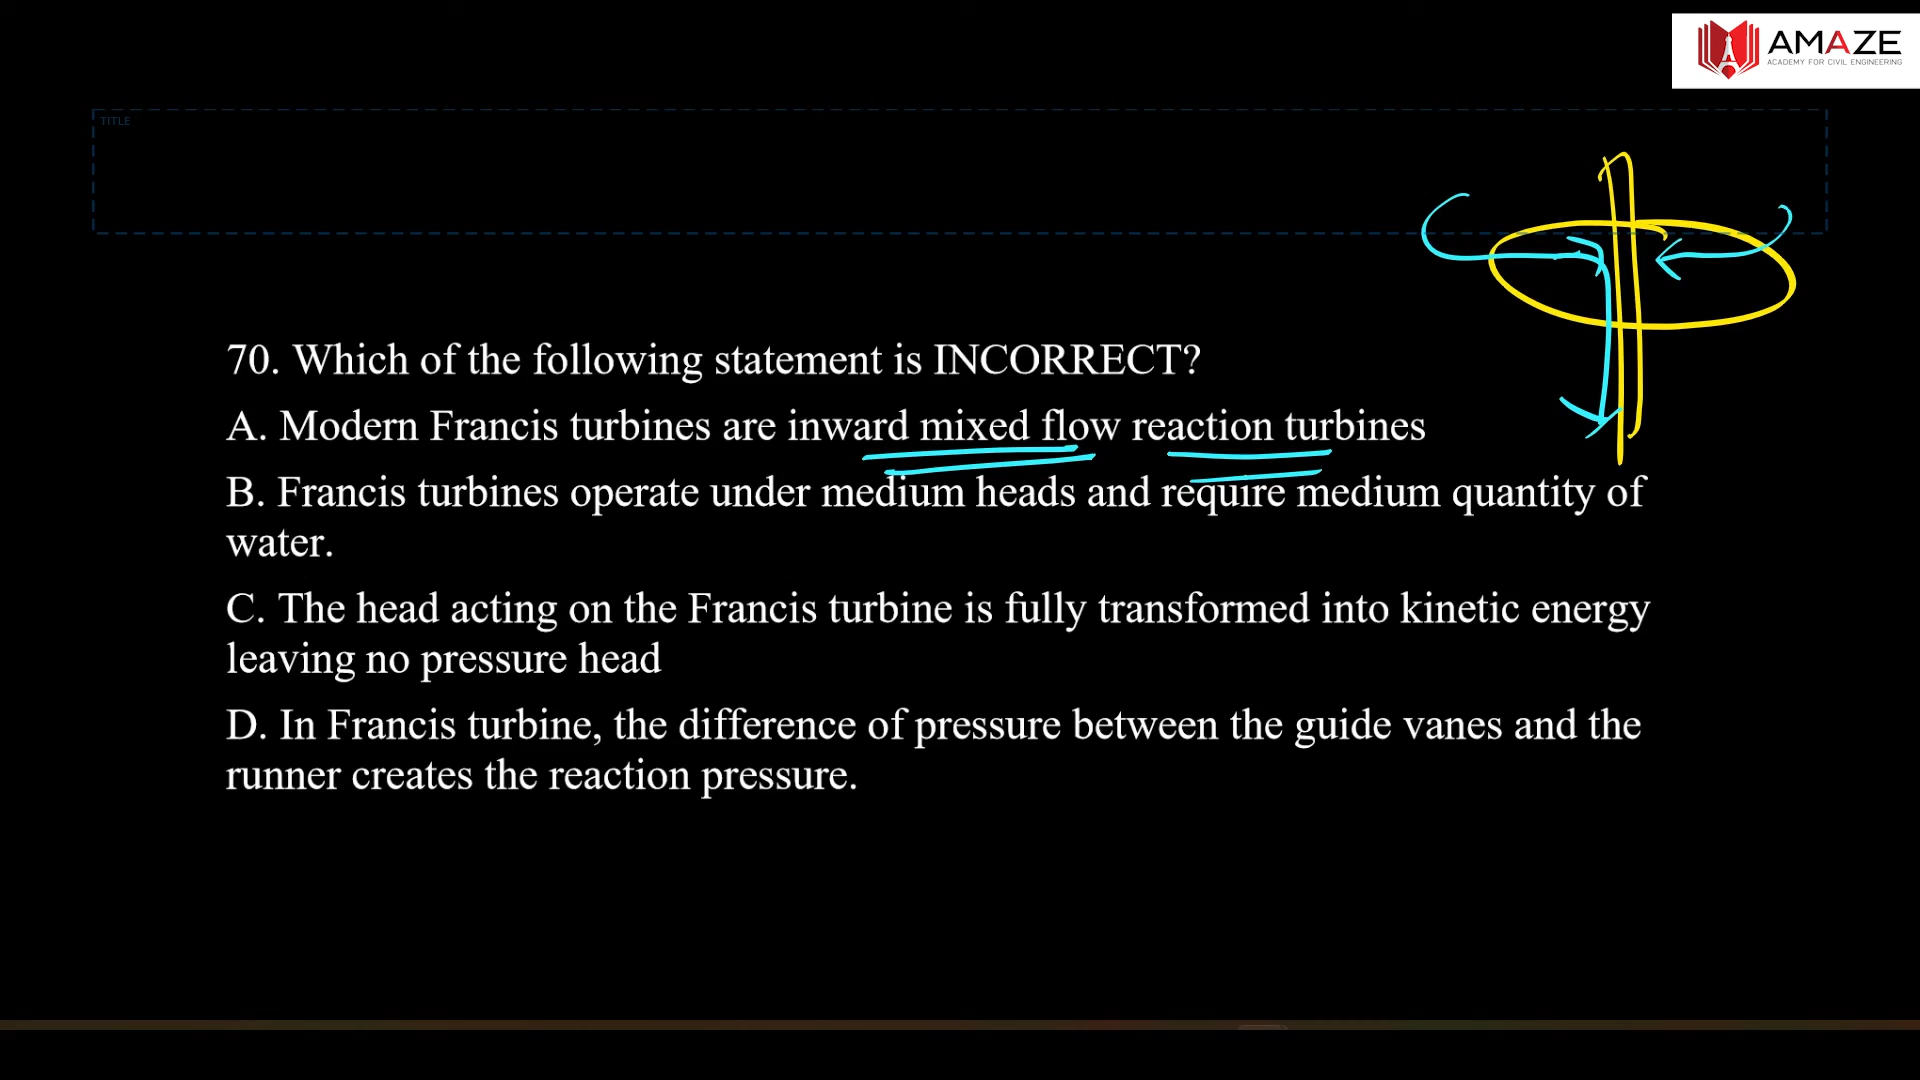 AMAZE
ACADEMY FOR CIVIL ENGINEERING
TITLE
70. Which of the following statement is INCORRECT?
A. Modern Francis turbines are inward mixed flow reaction turbines
B. Francis turbines operate under medium heads and require medium quantity of
water.
C. The head acting on the Francis turbine is fully transformed into kinetic energy
leaving no pressure head
D. In Francis turbine, the difference of pressure between the guide vanes and the
runner creates the reaction pressure.